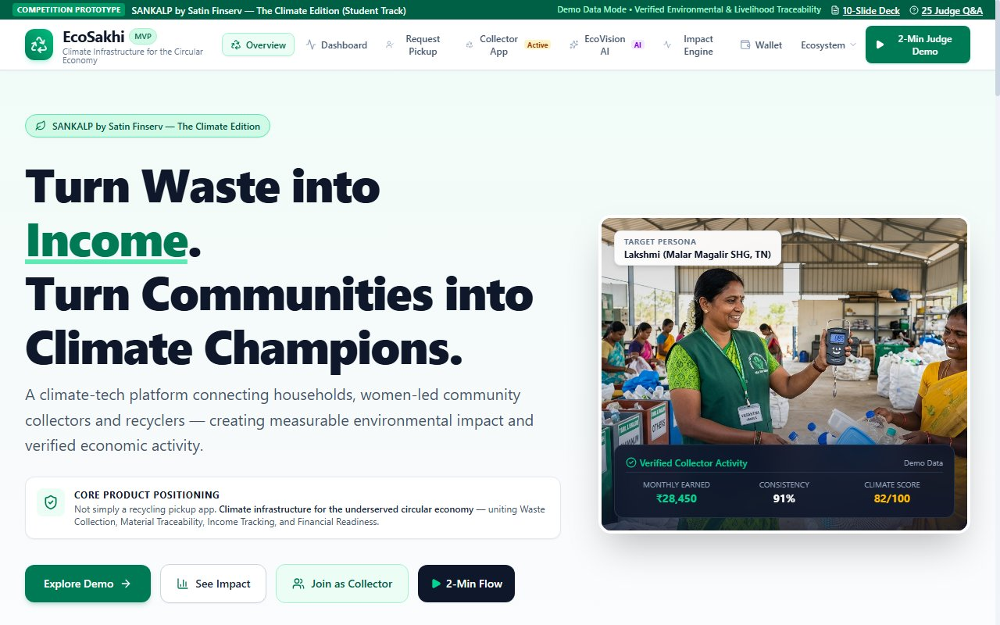 COMPETITION PROTOTYPE SANKALP by Satin Finserv — The Climate Edition (Student Track)
Demo Data Mode • Verified Environmental & Livelihood Traceability
10-Slide Deck
25 Judge Q&A
EcoSakhi MVP
Climate Infrastructure for the Circular
Economy
Overview
Dashboard
Request
Pickup
Collector
App
Active
EcoVision
AI
AI
Impact
Engine
Wallet
Ecosystem
2-Min Judge
Demo
SANKALP by Satin Finserv — The Climate Edition
Turn Waste into
Income.
Turn Communities into
Climate Champions.
A climate-tech platform connecting households, women-led community
collectors and recyclers — creating measurable environmental impact and
verified economic activity.
CORE PRODUCT POSITIONING
Not simply a recycling pickup app. Climate infrastructure for the underserved circular economy — uniting Waste
Collection, Material Traceability, Income Tracking, and Financial Readiness.
Explore Demo
See Impact
Join as Collector
2-Min Flow
TARGET PERSONA
Lakshmi (Malar Magalir SHG, TN)
OTHERS
Verified Collector Activity
Demo Data
MONTHLY EARNED
₹28,450
CONSISTENCY
91%
CLIMATE SCORE
82/100